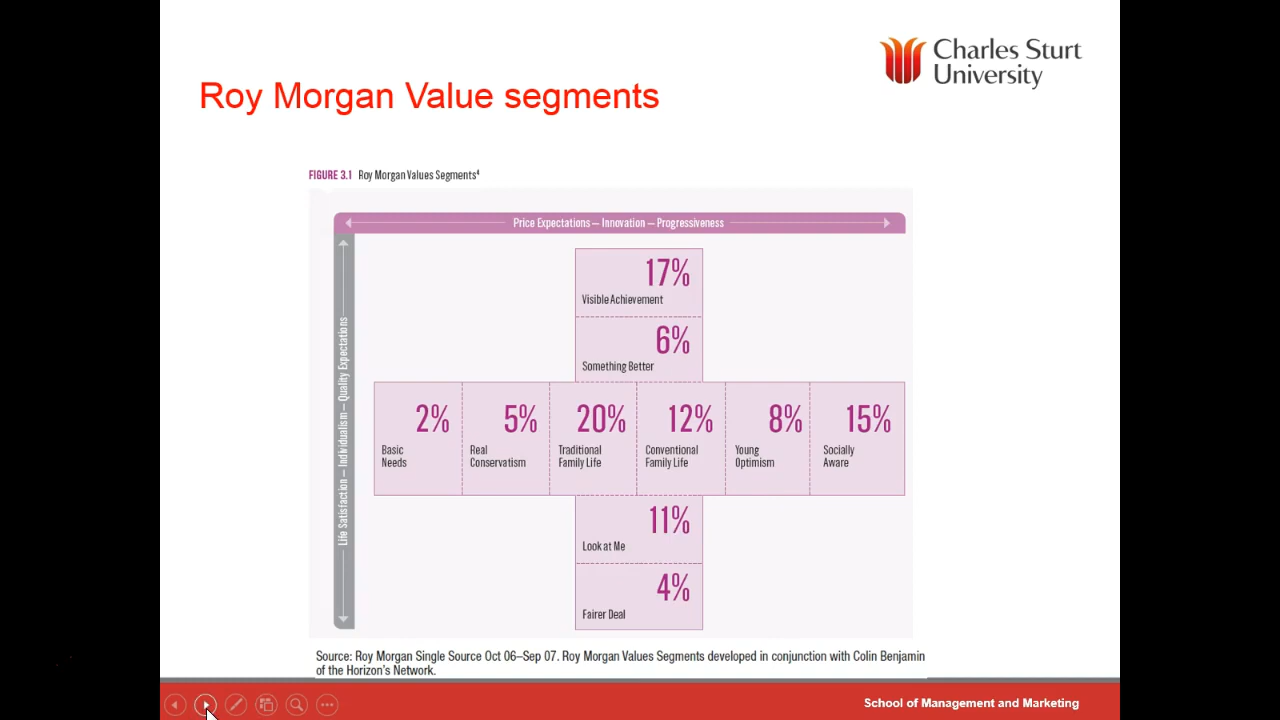 Charles Sturt
University
Roy Morgan Value segments
FIGURE 3.1 Roy Morgan Values Segments⁴
Price Expectations — Innovation — Progressiveness
Life Satisfaction — Individualism — Quality Expectations
17%
Visible Achievement
6%
Something Better
2%
Basic
Needs
5%
Real
Conservatism
20%
Traditional
Family Life
12%
Conventional
Family Life
8%
Young
Optimism
15%
Socially
Aware
11%
Look at Me
4%
Fairer Deal
Source: Roy Morgan Single Source Oct 06–Sep 07. Roy Morgan Values Segments developed in conjunction with Colin Benjamin
of the Horizon's Network.
School of Management and Marketing